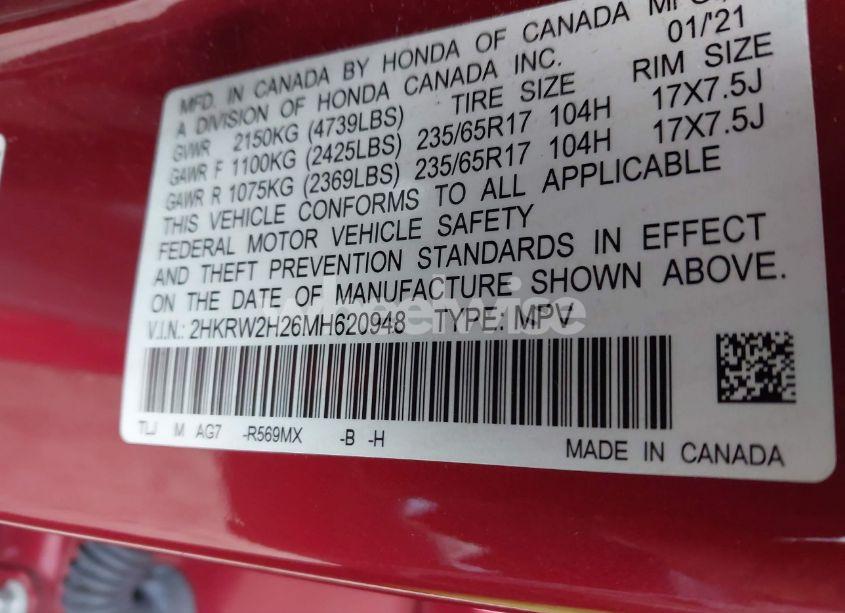 MFD. IN CANADA BY HONDA OF CANADA MFG.,
A DIVISION OF HONDA CANADA INC. 01/'21
GVWR 2150KG (4739LBS) TIRE SIZE RIM SIZE
GAWR F 1100KG (2425LBS) 235/65R17 104H 17X7.5J
GAWR R 1075KG (2369LBS) 235/65R17 104H 17X7.5J
THIS VEHICLE CONFORMS TO ALL APPLICABLE
FEDERAL MOTOR VEHICLE SAFETY
AND THEFT PREVENTION STANDARDS IN EFFECT
ON THE DATE OF MANUFACTURE SHOWN ABOVE.
wheelwise
V.I.N.: 2HKRW2H26MH620948 TYPE: MPV
TLJ M AG7 -R569MX -B -H
MADE IN CANADA